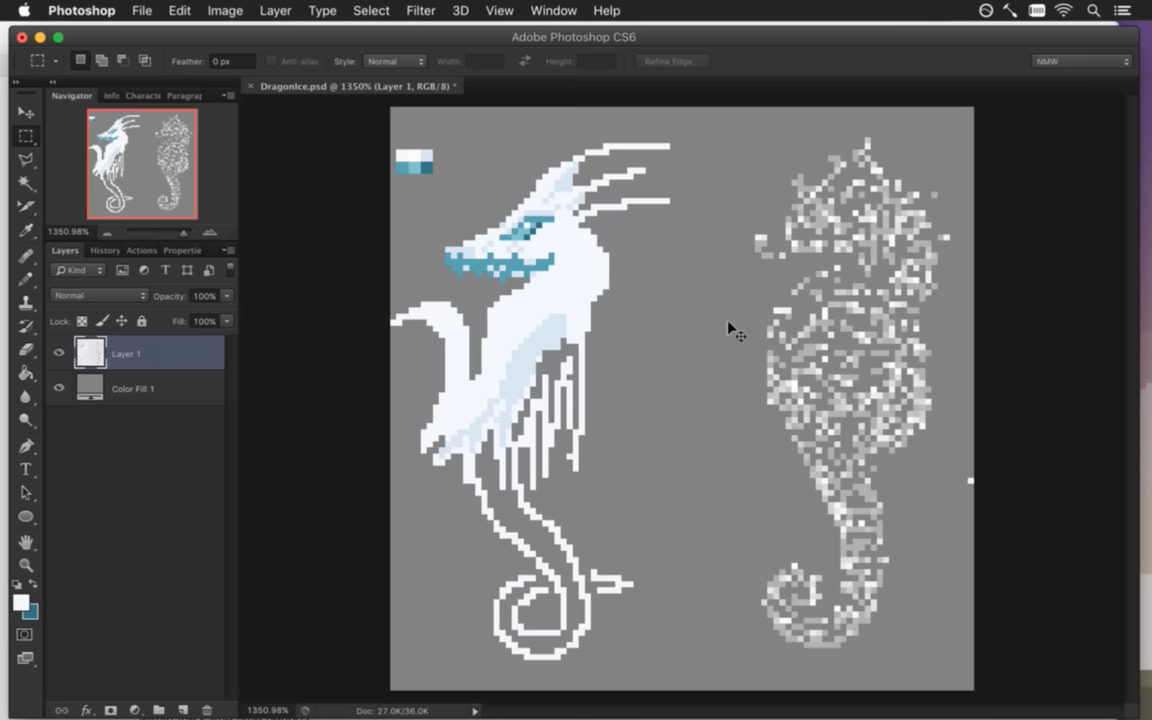 Photoshop File Edit Image Layer Type Select Filter 3D View Window Help
Adobe Photoshop CS6
Feather: 0 px Anti-alias Style: Normal Width: Height: Refine Edge... NMW
Navigator Info Charact Paragraj
× DragonIce.psd @ 1350% (Layer 1, RGB/8) *
1350.98%
Layers History Actions Propertie
Kind
Normal Opacity: 100%
Lock: Fill: 100%
Layer 1
Color Fill 1
fx
1350.98% Doc: 27.0K/36.0K